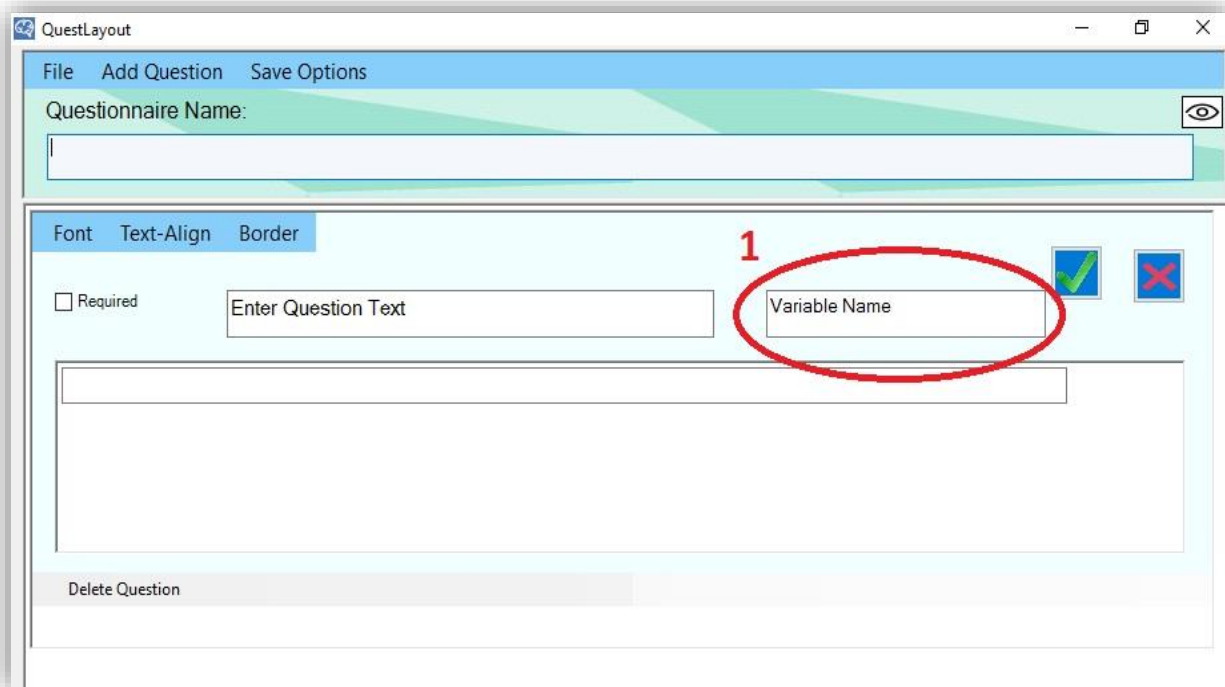 QuestLayout
File Add Question Save Options
Questionnaire Name:
Font Text-Align Border
1
Required
Enter Question Text
Variable Name
Delete Question